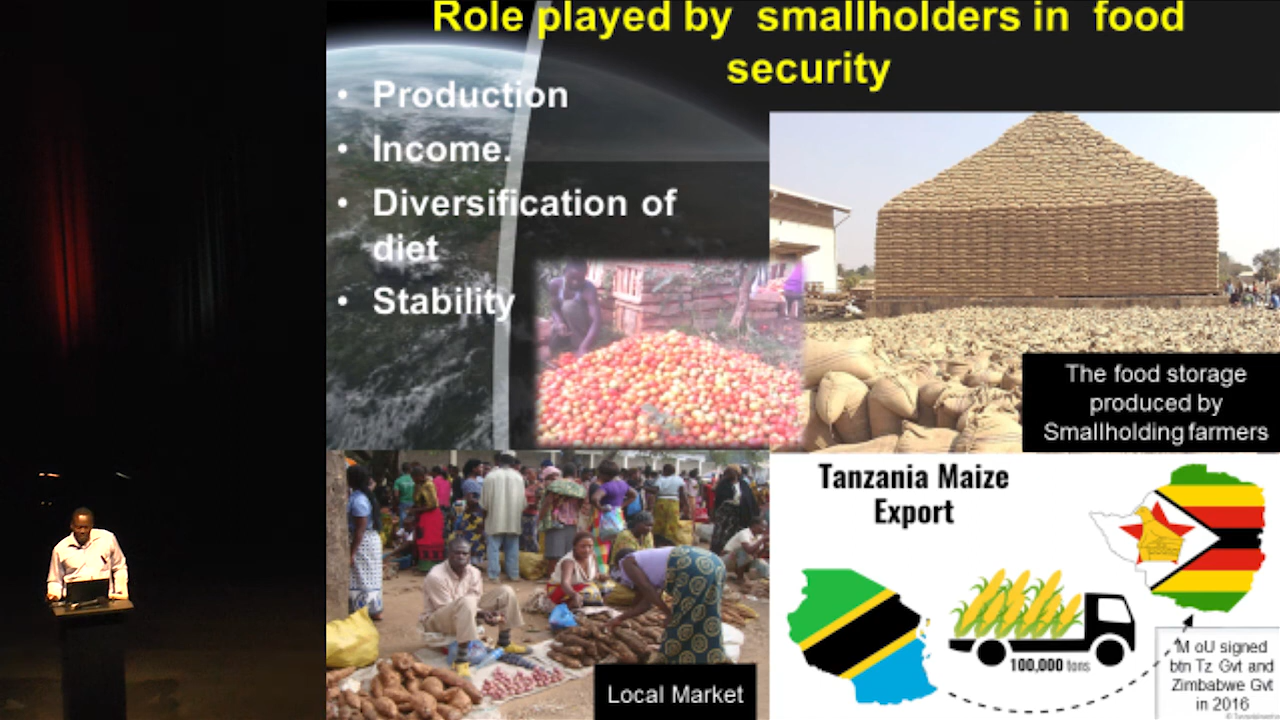 Role played by smallholders in food
security
• Production
• Income.
• Diversification of
diet
• Stability
The food storage
produced by
Smallholding farmers
Local Market
Tanzania Maize
Export
100,000 tons
M oU signed
btn Tz Gvt and
Zimbabwe Gvt
in 2016